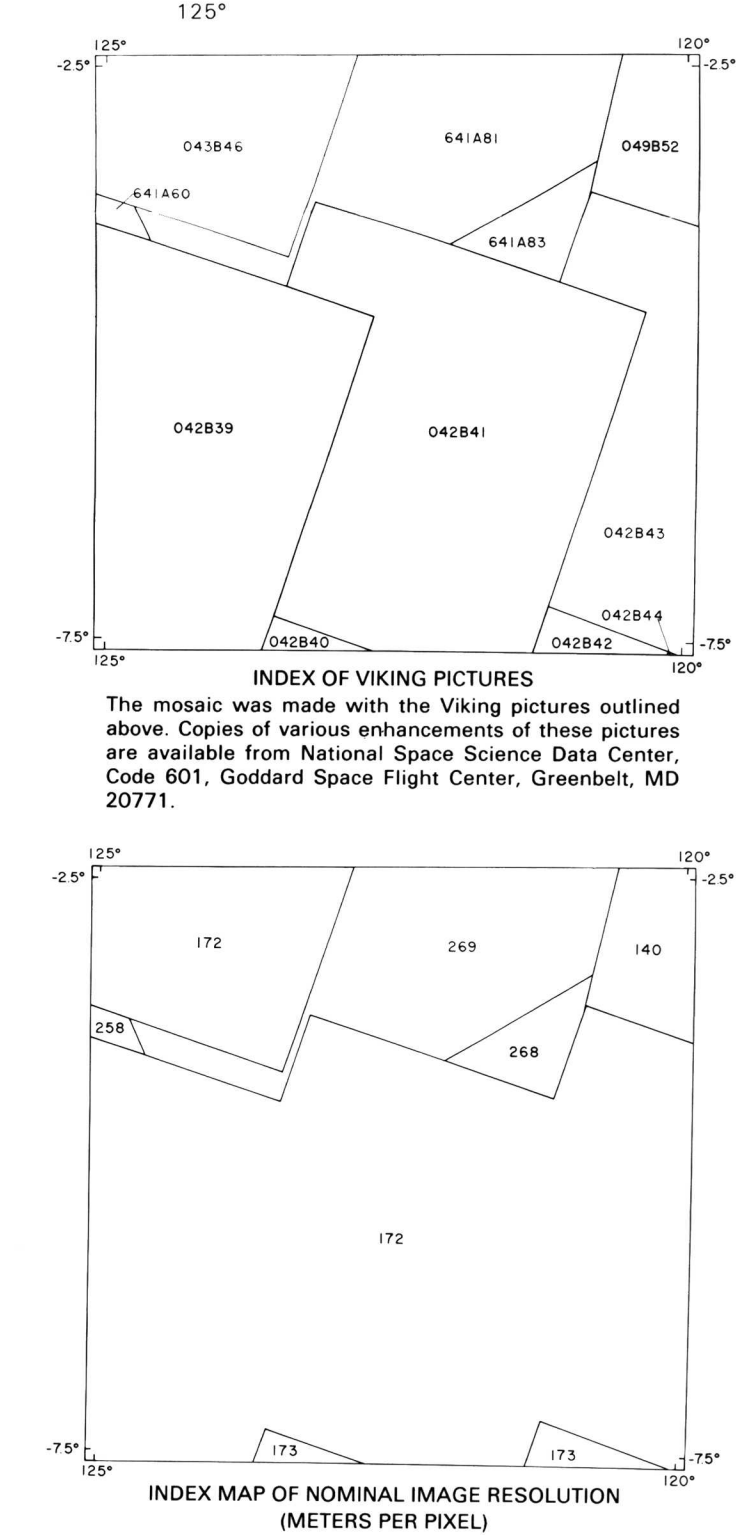 125°
125° 120°
-2.5° -2.5°
043B46 641A81 049B52
641A60
641A83
042B39 042B41
042B43
042B44
042B40 042B42
-7.5° -7.5°
125° 120°
INDEX OF VIKING PICTURES
The mosaic was made with the Viking pictures outlined
above. Copies of various enhancements of these pictures
are available from National Space Science Data Center,
Code 601, Goddard Space Flight Center, Greenbelt, MD
20771.
125° 120°
-2.5° -2.5°
172 269 140
258 268
172
173 173
-7.5° -7.5°
125° 120°
INDEX MAP OF NOMINAL IMAGE RESOLUTION
(METERS PER PIXEL)